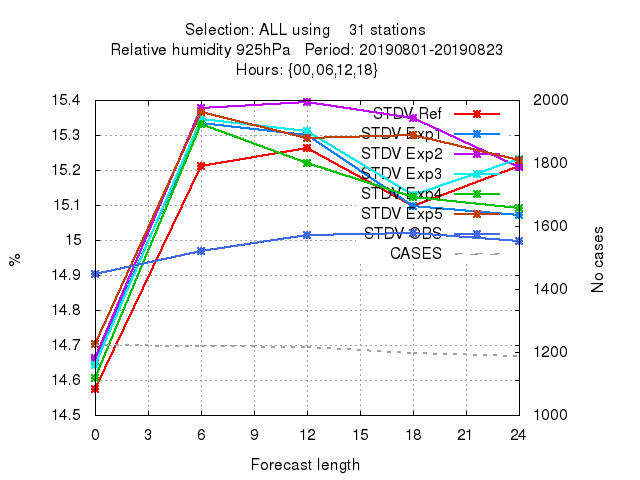 Selection: ALL using 31 stations
Relative humidity 925hPa Period: 20190801-20190823
Hours: {00,06,12,18}
15.4
15.3
15.2
15.1
15
14.9
14.8
14.7
14.6
14.5
%
STDV Ref
STDV Exp1
STDV Exp2
STDV Exp3
STDV Exp4
STDV Exp5
STDV OBS
CASES
2000
1800
1600
1400
1200
1000
No cases
0 3 6 9 12 15 18 21 24
Forecast length